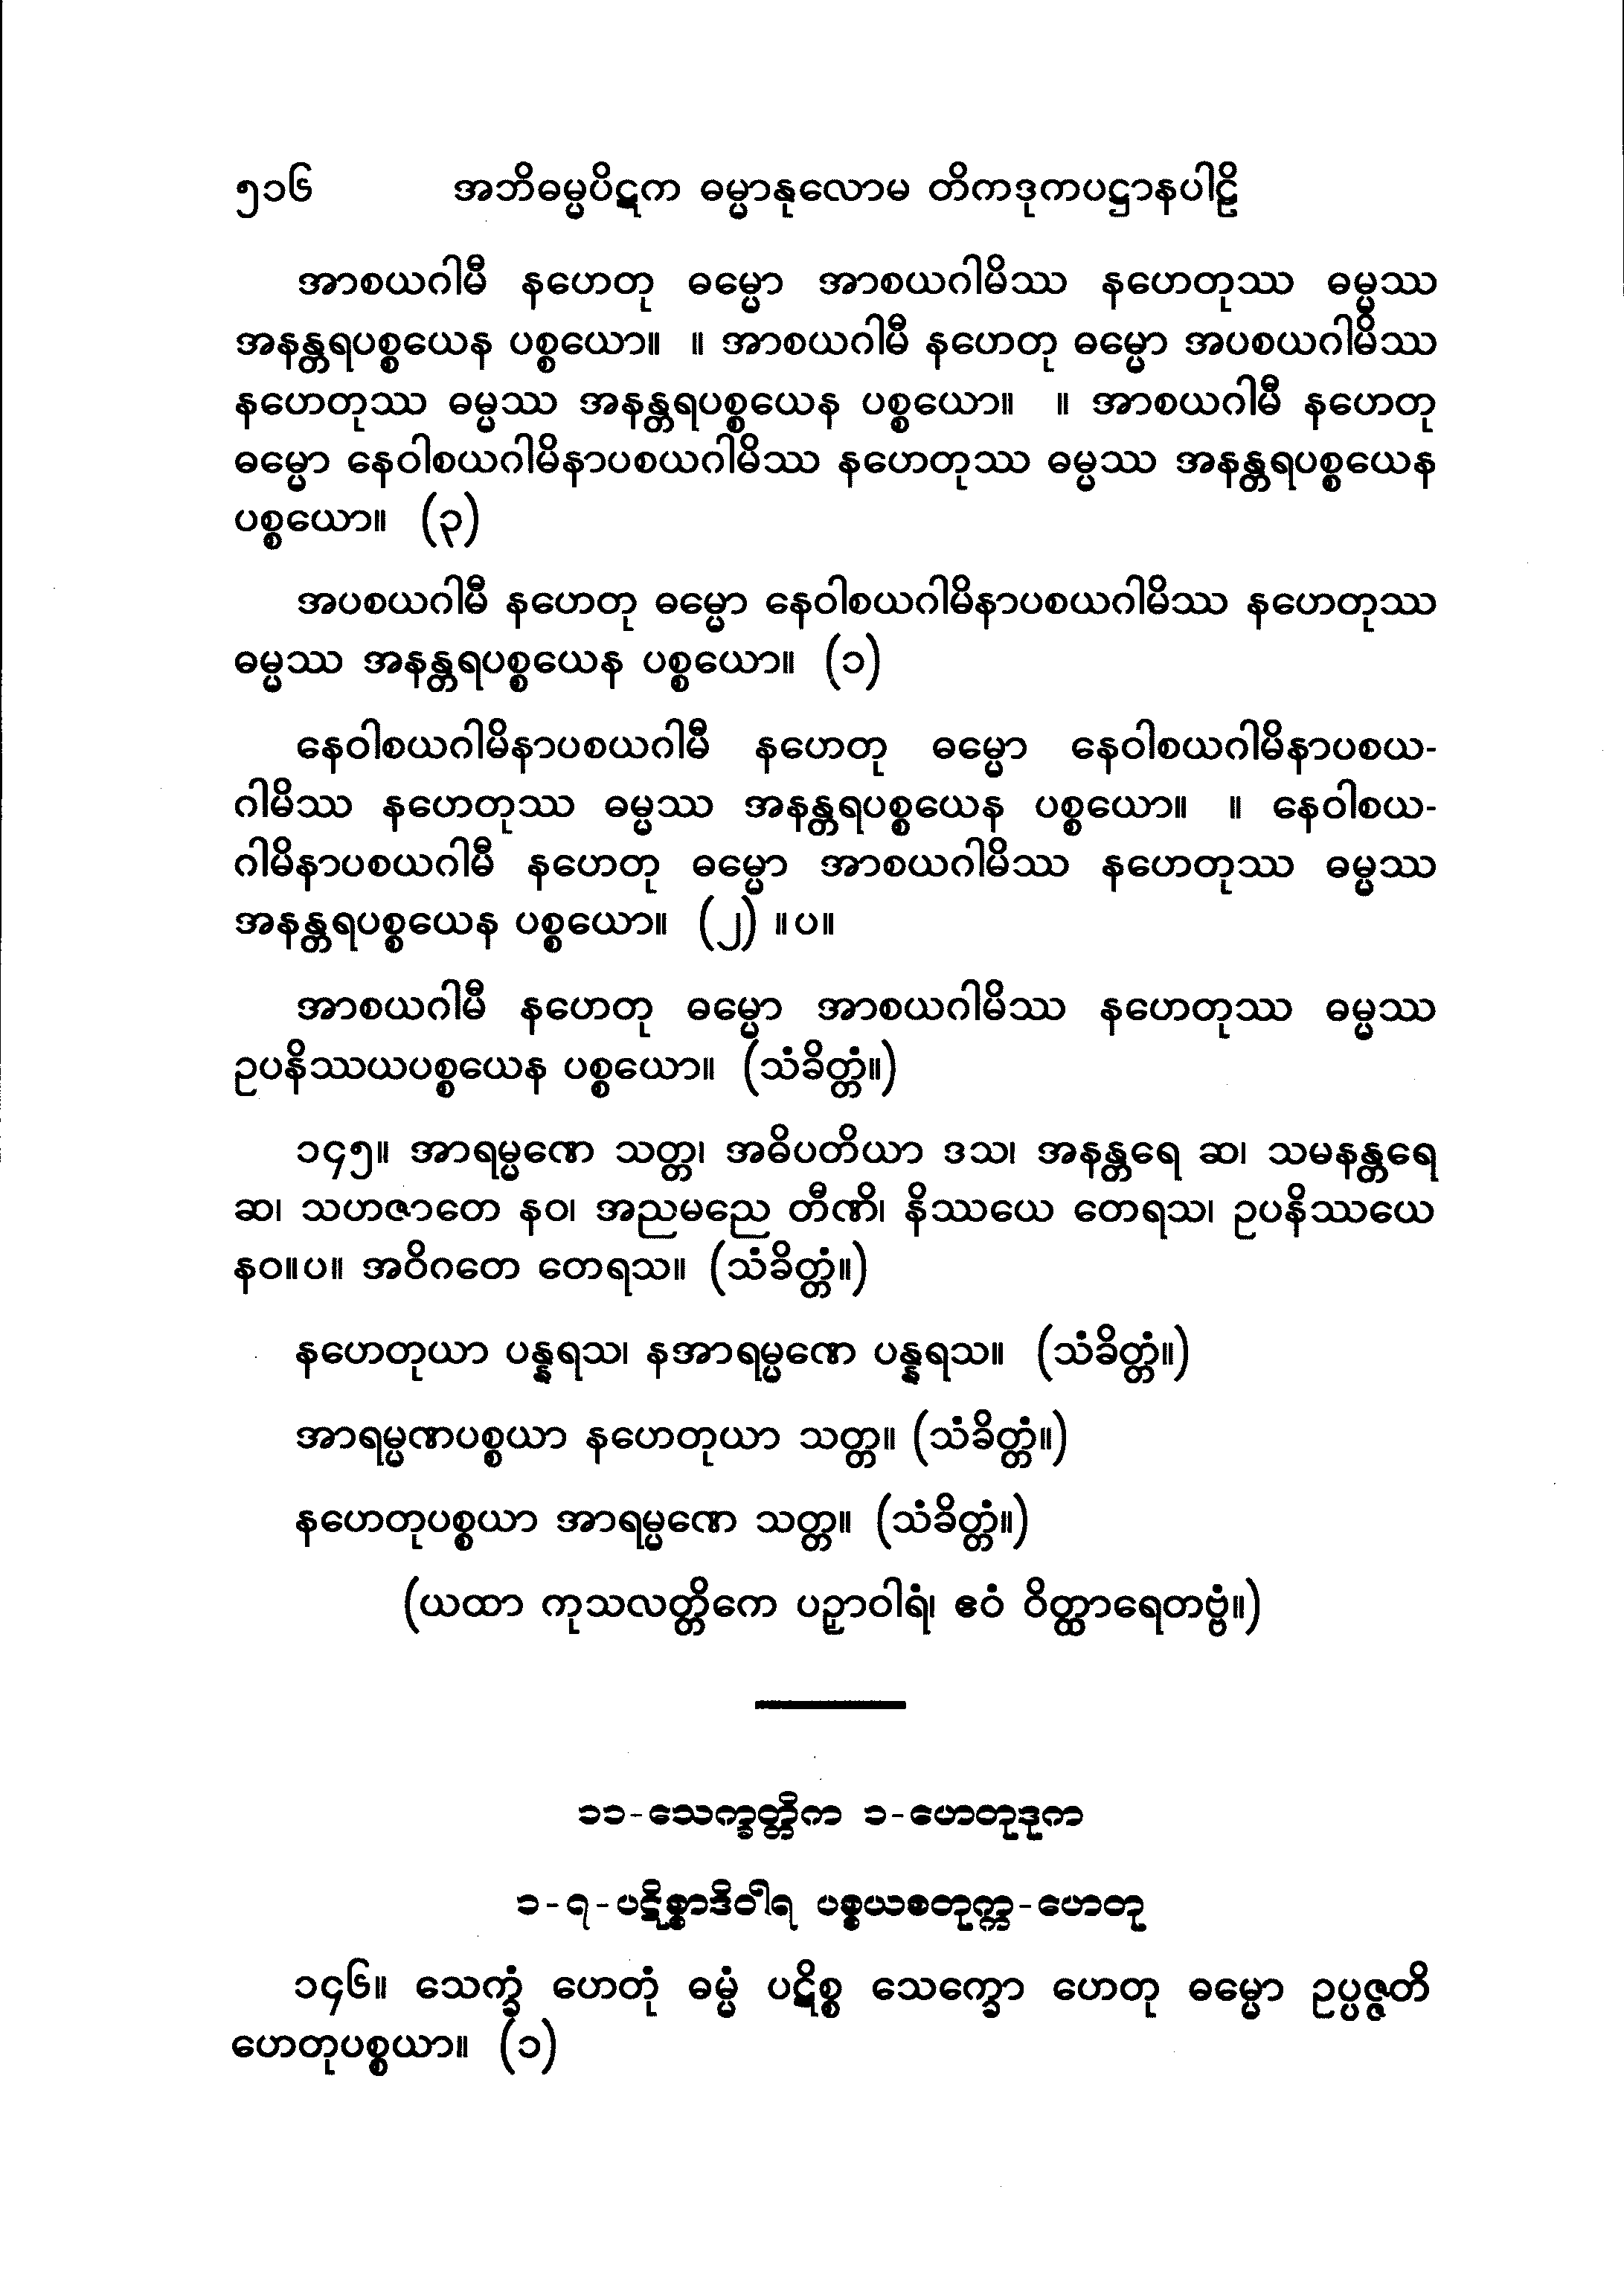 ၅၁၆ အဘိဓမ္မပိဋက ဓမ္မာနုလောမ တိကဒုကပဋ္ဌာနပါဠိ
အာစယဂါမီ နဟေတု ဓမ္မော အာစယဂါမိဿ နဟေတုဿ ဓမ္မဿ
အနန္တရပစ္စယေန ပစ္စယော။ ။ အာစယဂါမီ နဟေတု ဓမ္မော အပစယဂါမိဿ
နဟေတုဿ ဓမ္မဿ အနန္တရပစ္စယေန ပစ္စယော။ ။ အာစယဂါမီ နဟေတု
ဓမ္မော နေဝါစယဂါမိနာပစယဂါမိဿ နဟေတုဿ ဓမ္မဿ အနန္တရပစ္စယေန
ပစ္စယော။ (၃)
အပစယဂါမီ နဟေတု ဓမ္မော နေဝါစယဂါမိနာပစယဂါမိဿ နဟေတုဿ
ဓမ္မဿ အနန္တရပစ္စယေန ပစ္စယော။ (၁)
နေဝါစယဂါမိနာပစယဂါမီ နဟေတု ဓမ္မော နေဝါစယဂါမိနာပစယ-
ဂါမိဿ နဟေတုဿ ဓမ္မဿ အနန္တရပစ္စယေန ပစ္စယော။ ။ နေဝါစယ-
ဂါမိနာပစယဂါမီ နဟေတု ဓမ္မော အာစယဂါမိဿ နဟေတုဿ ဓမ္မဿ
အနန္တရပစ္စယေန ပစ္စယော။ (၂) ။ပ။
အာစယဂါမီ နဟေတု ဓမ္မော အာစယဂါမိဿ နဟေတုဿ ဓမ္မဿ
ဥပနိဿယပစ္စယေန ပစ္စယော။ (သံခိတ္တံ။)
၁၄၅။ အာရမ္မဏေ သတ္တ၊ အဓိပတိယာ ဒသ၊ အနန္တရေ ဆ၊ သမနန္တရေ
ဆ၊ သဟဇာတေ နဝ၊ အညမညေ တီဏိ၊ နိဿယေ တေရသ၊ ဥပနိဿယေ
နဝ။ပ။ အဝိဂတေ တေရသ။ (သံခိတ္တံ။)
နဟေတုယာ ပန္နရသ၊ နအာရမ္မဏေ ပန္နရသ။ (သံခိတ္တံ။)
အာရမ္မဏပစ္စယာ နဟေတုယာ သတ္တ။ (သံခိတ္တံ။)
နဟေတုပစ္စယာ အာရမ္မဏေ သတ္တ။ (သံခိတ္တံ။)
(ယထာ ကုသလတ္တိကေ ပဉှာဝါရံ၊ ဧဝံ ဝိတ္ထာရေတဗ္ဗံ။)
၁၁-သေက္ခတ္တိက ၁-ဟေတုဒုက
၁-၇-ပဋိစ္စာဒိဝါရ ပစ္စယစတုက္က-ဟေတု
၁၄၆။ သေက္ခံ ဟေတုံ ဓမ္မံ ပဋိစ္စ သေက္ခော ဟေတု ဓမ္မော ဥပ္ပဇ္ဇတိ
ဟေတုပစ္စယာ။ (၁)